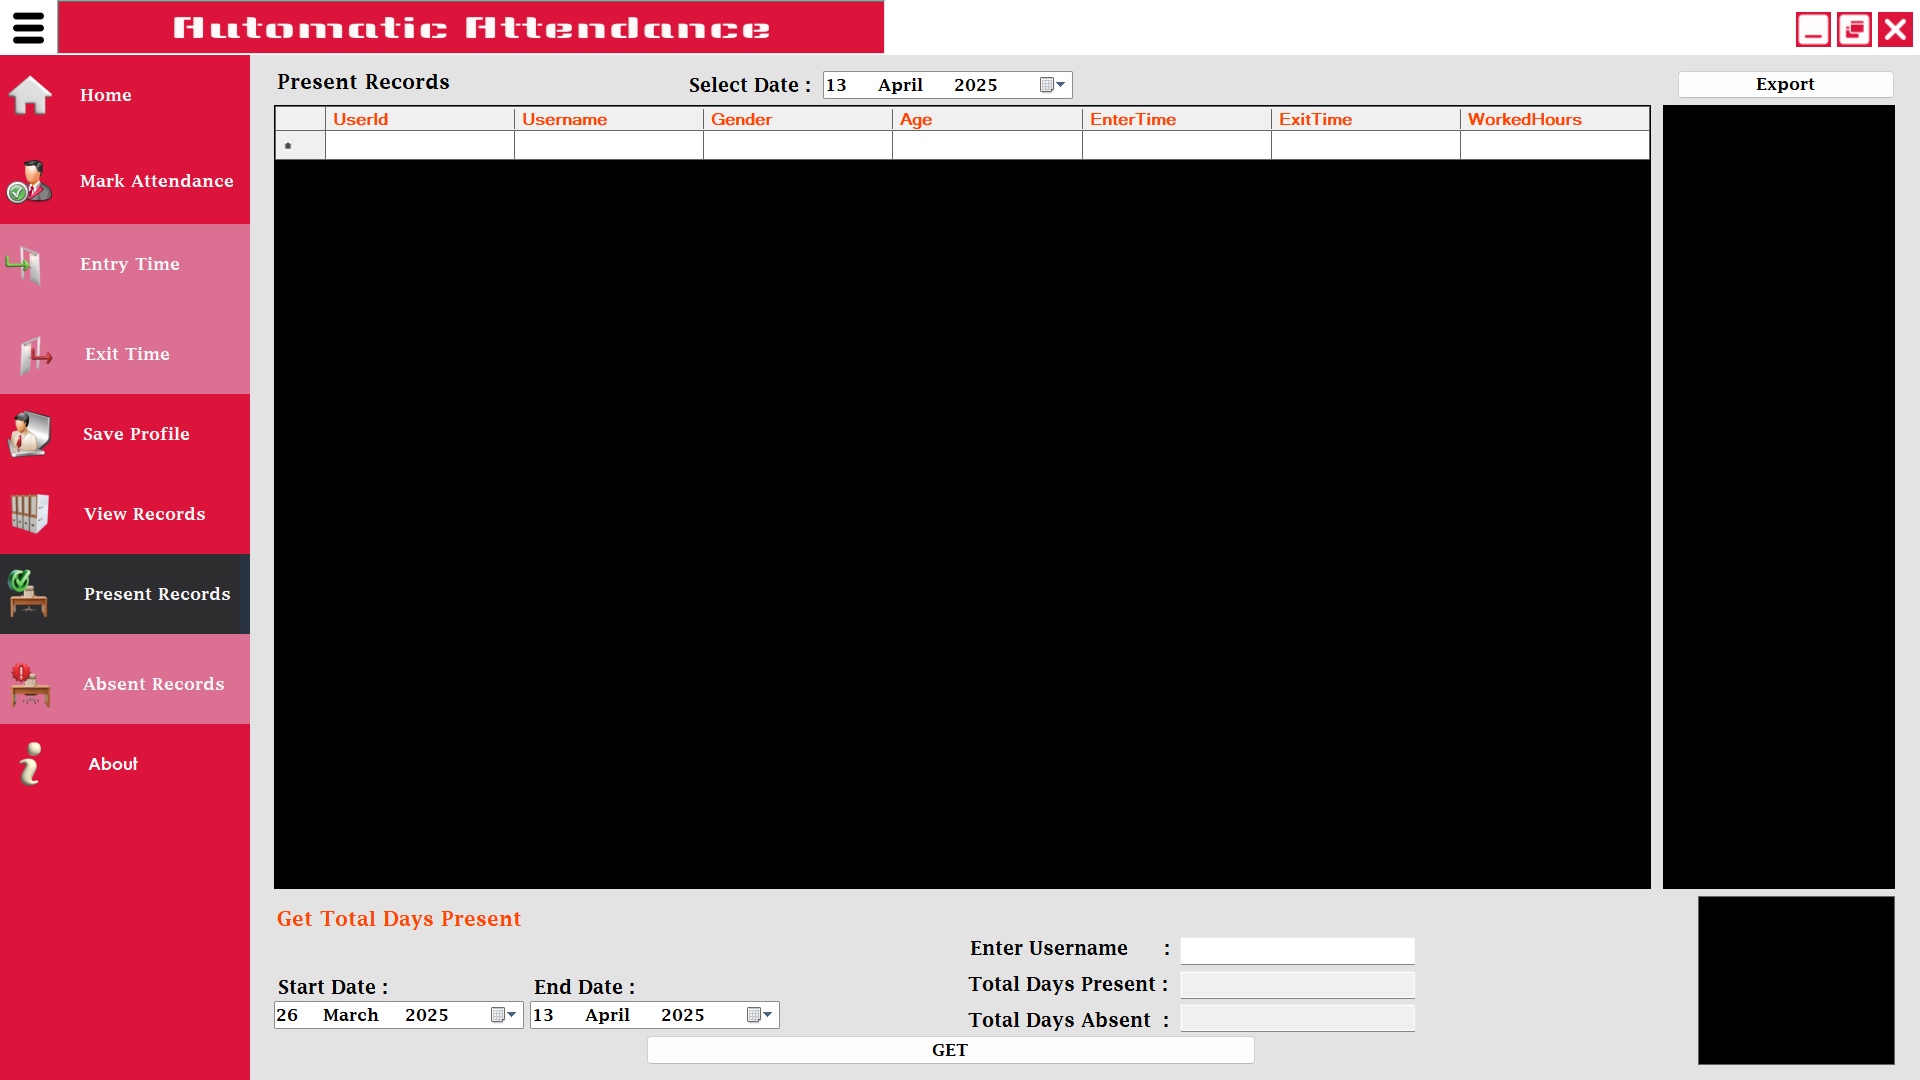 Automatic Attendance
Home
Mark Attendance
Entry Time
Exit Time
Save Profile
View Records
Present Records
Absent Records
About
Present Records
Select Date : 13 April 2025
Export
UserId Username Gender Age EnterTime ExitTime WorkedHours
*
Get Total Days Present
Enter Username :
Total Days Present :
Total Days Absent :
Start Date : End Date :
26 March 2025 13 April 2025
GET